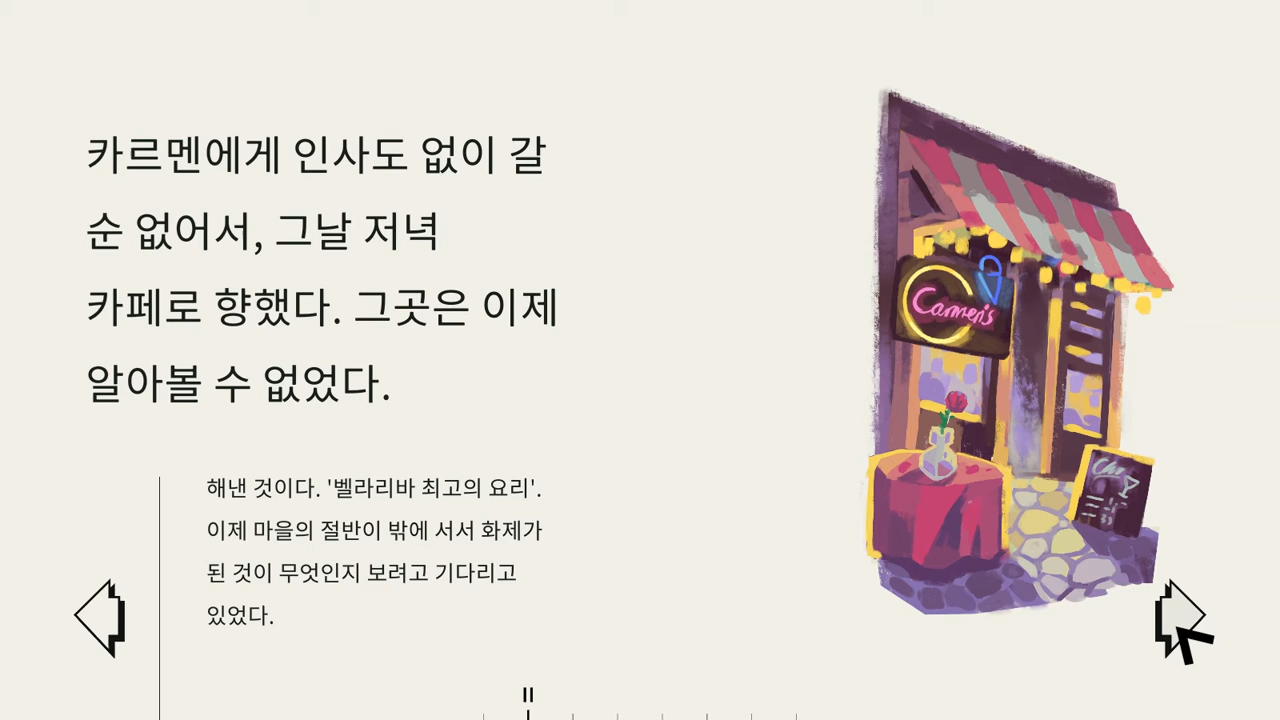 카르멘에게 인사도 없이 갈
순 없어서, 그날 저녁
카페로 향했다. 그곳은 이제
알아볼 수 없었다.
Carmen's
해낸 것이다. '벨라리바 최고의 요리'.
이제 마을의 절반이 밖에 서서 화제가
된 것이 무엇인지 보려고 기다리고
있었다.
II